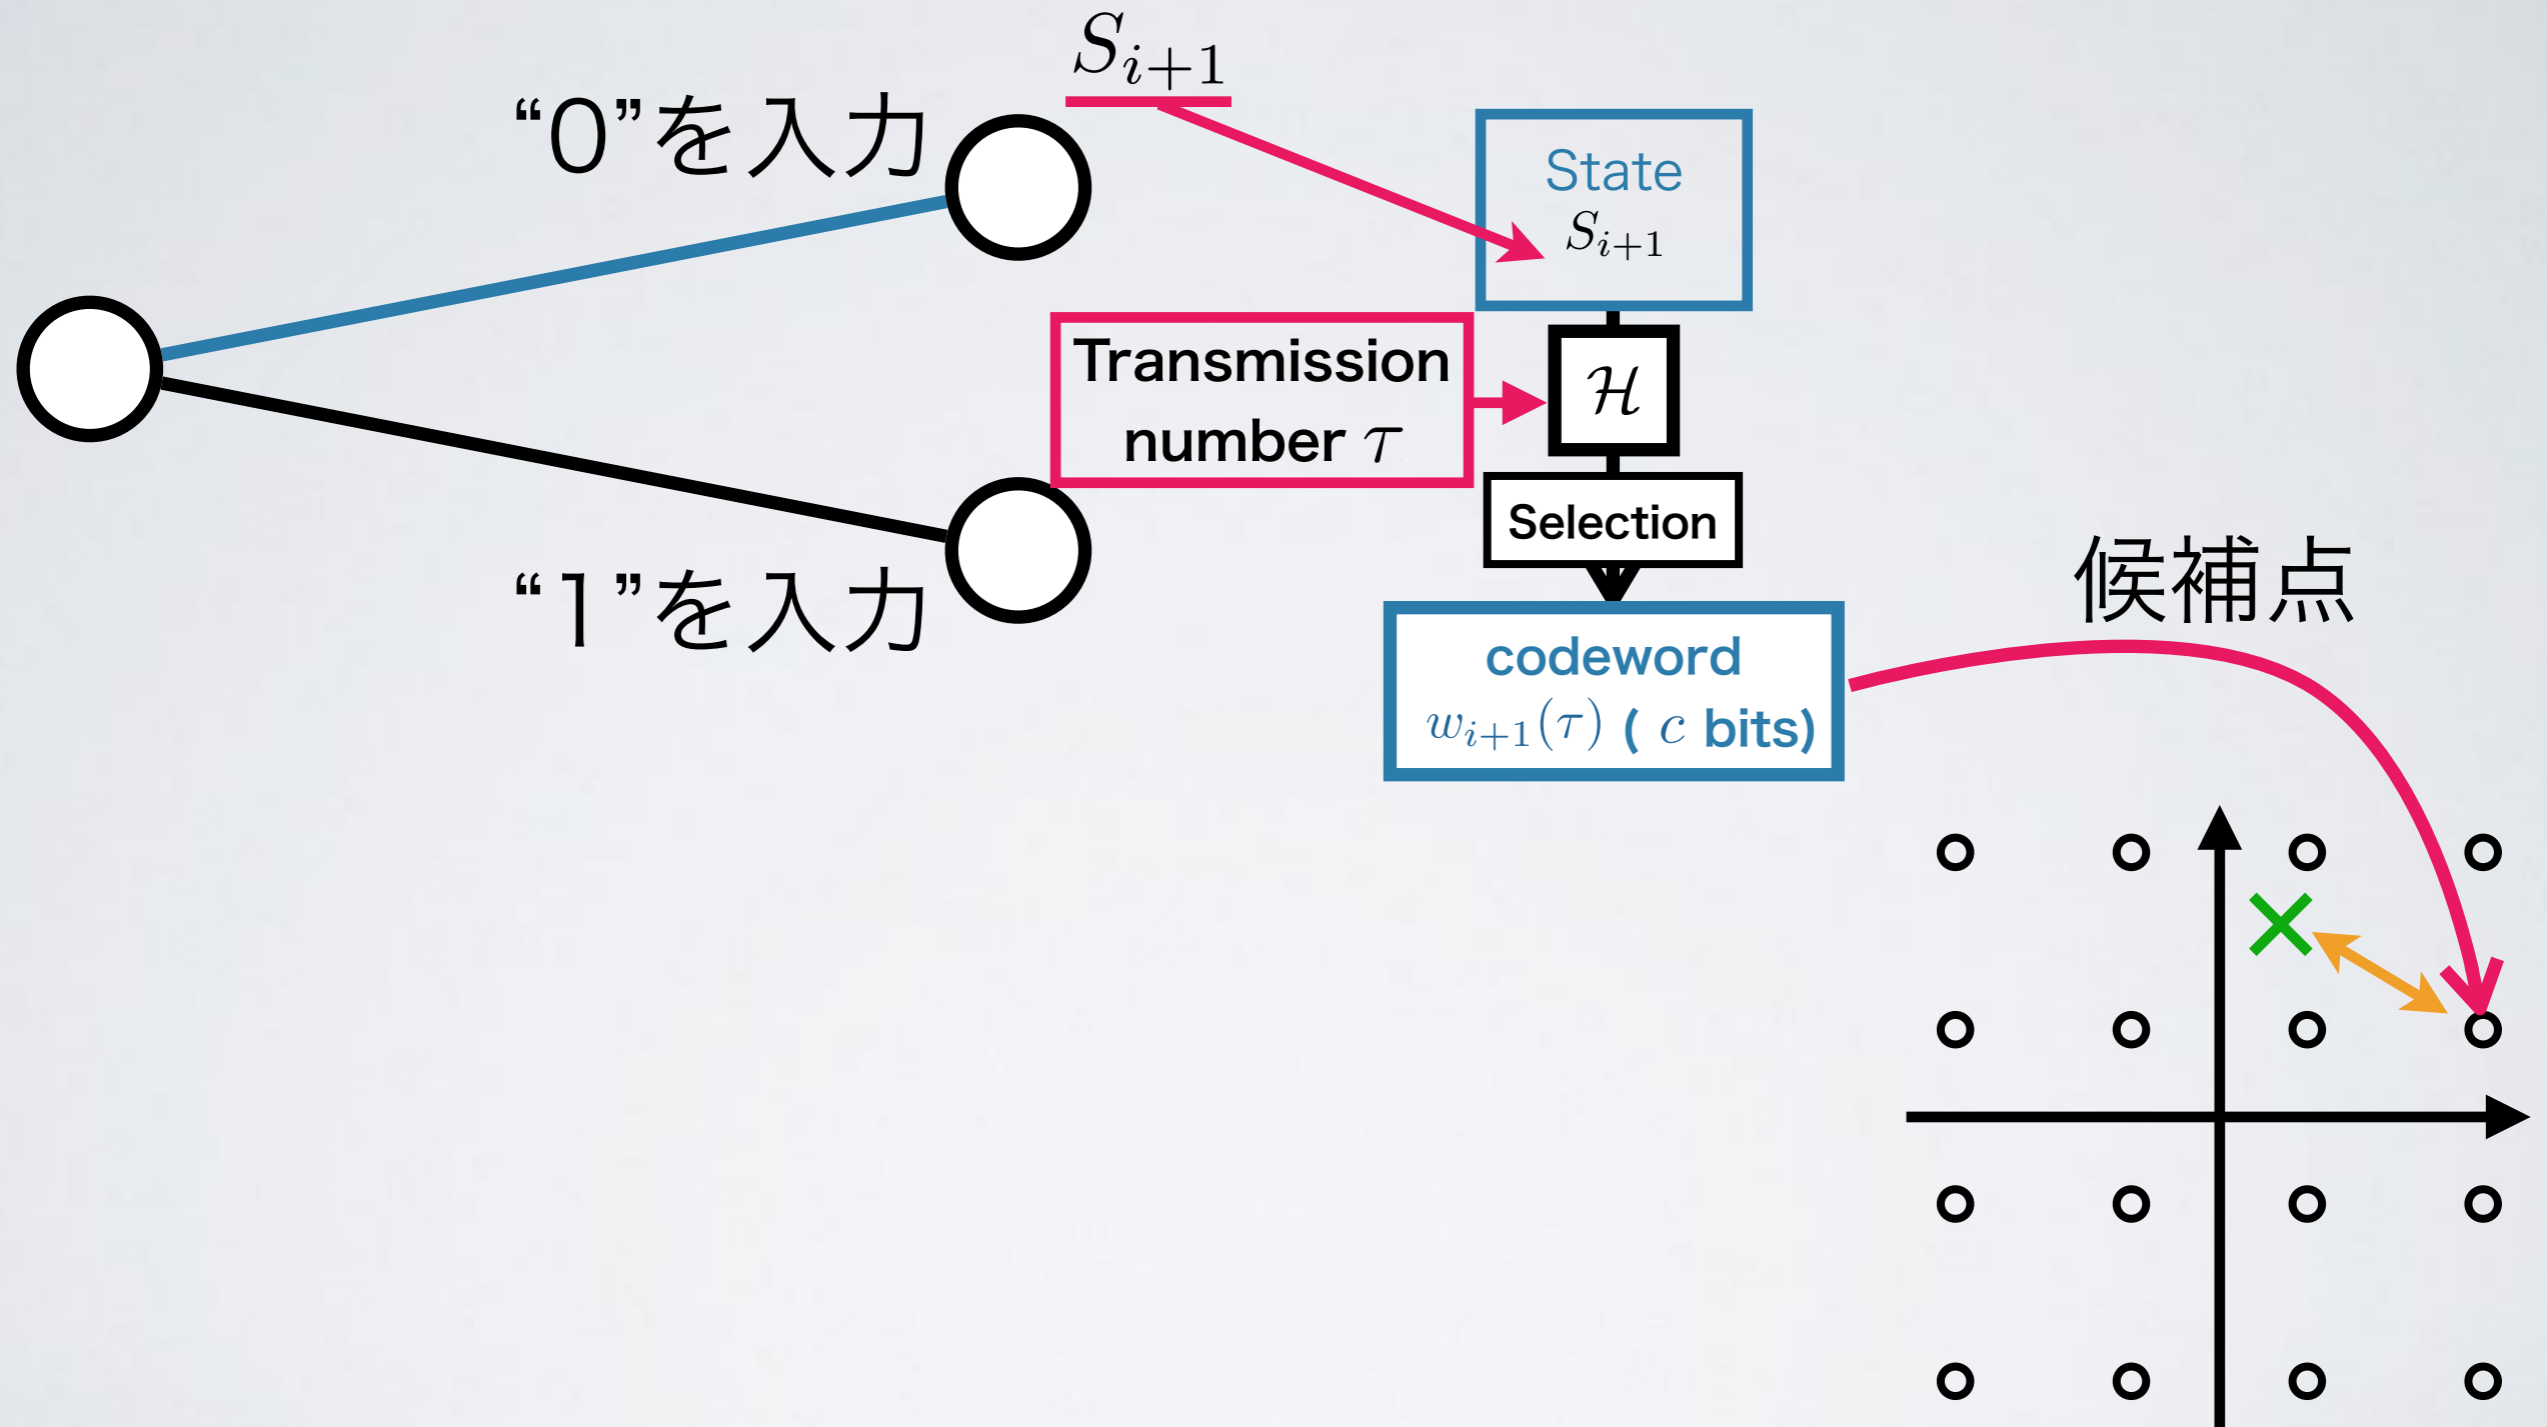 S_{i+1}
“0”を入力
State
S_{i+1}
Transmission
number τ
ℋ
Selection
“1”を入力
候補点
codeword
w_{i+1}(τ) ( c bits)